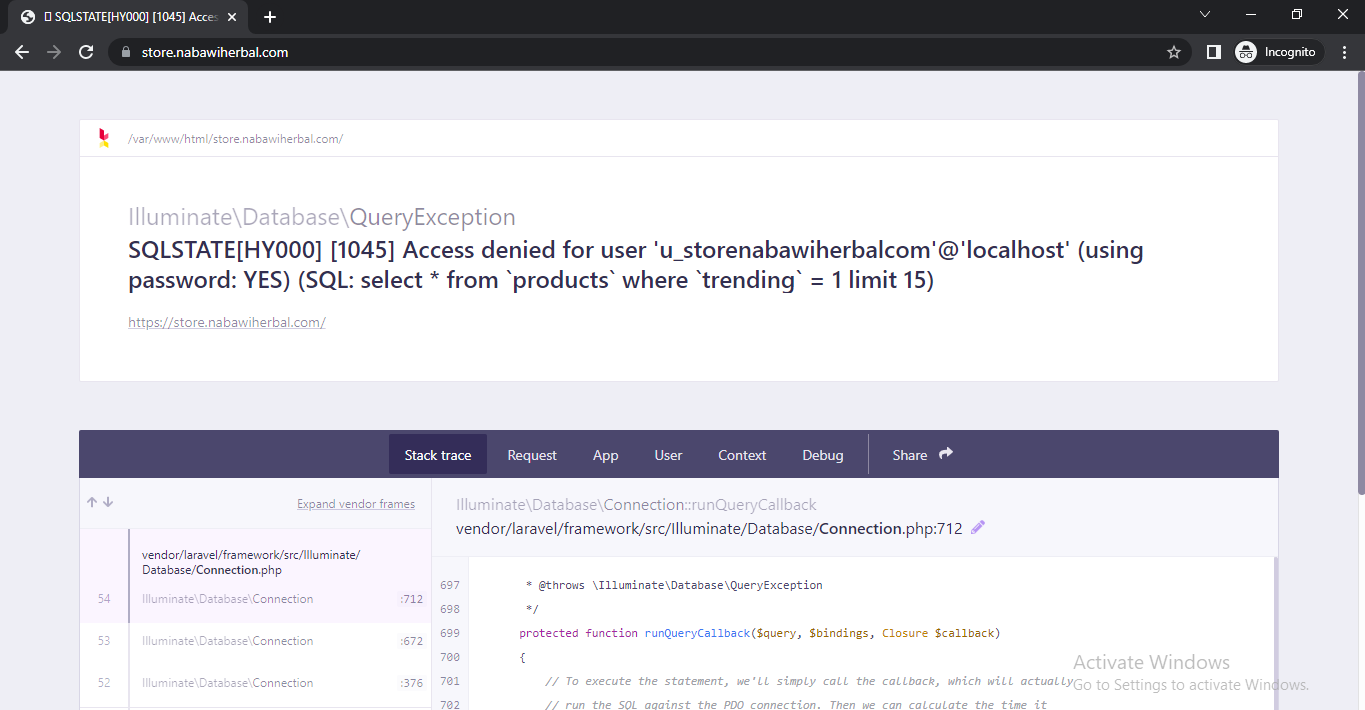 SQLSTATE[HY000] [1045] Acces
store.nabawiherbal.com
Incognito
/var/www/html/store.nabawiherbal.com/
Illuminate\Database\QueryException
SQLSTATE[HY000] [1045] Access denied for user 'u_storenabawiherbalcom'@'localhost' (using
password: YES) (SQL: select * from `products` where `trending` = 1 limit 15)
https://store.nabawiherbal.com/
Stack trace Request App User Context Debug Share
Expand vendor frames
vendor/laravel/framework/src/Illuminate/
Database/Connection.php
54 Illuminate\Database\Connection :712
53 Illuminate\Database\Connection :672
52 Illuminate\Database\Connection :376
Illuminate\Database\Connection::runQueryCallback
vendor/laravel/framework/src/Illuminate/Database/Connection.php:712
697 * @throws \Illuminate\Database\QueryException
698 */
699 protected function runQueryCallback($query, $bindings, Closure $callback)
700 {
701 // To execute the statement, we'll simply call the callback, which will actually
702 // run the SQL against the PDO connection. Then we can calculate the time it
Activate Windows
Go to Settings to activate Windows.